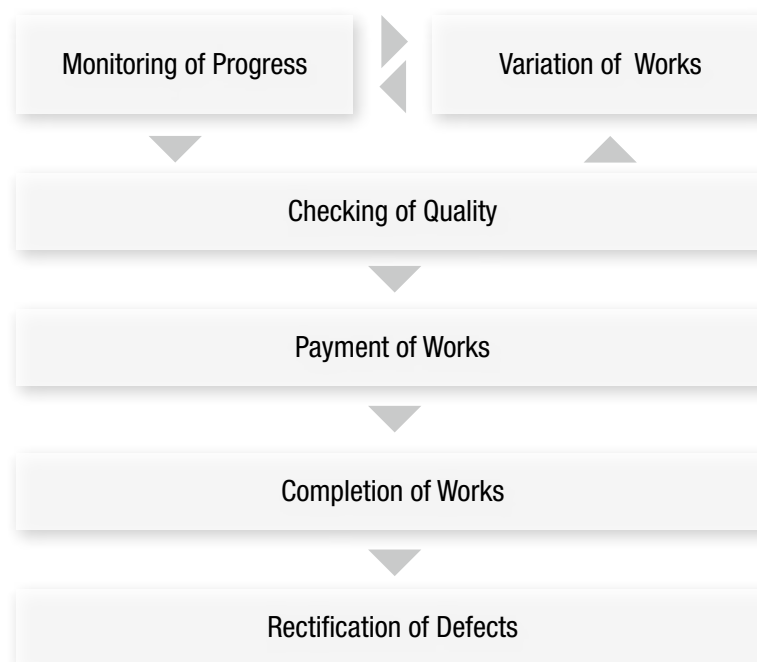 Monitoring of Progress
Variation of Works
Checking of Quality
Payment of Works
Completion of Works
Rectification of Defects